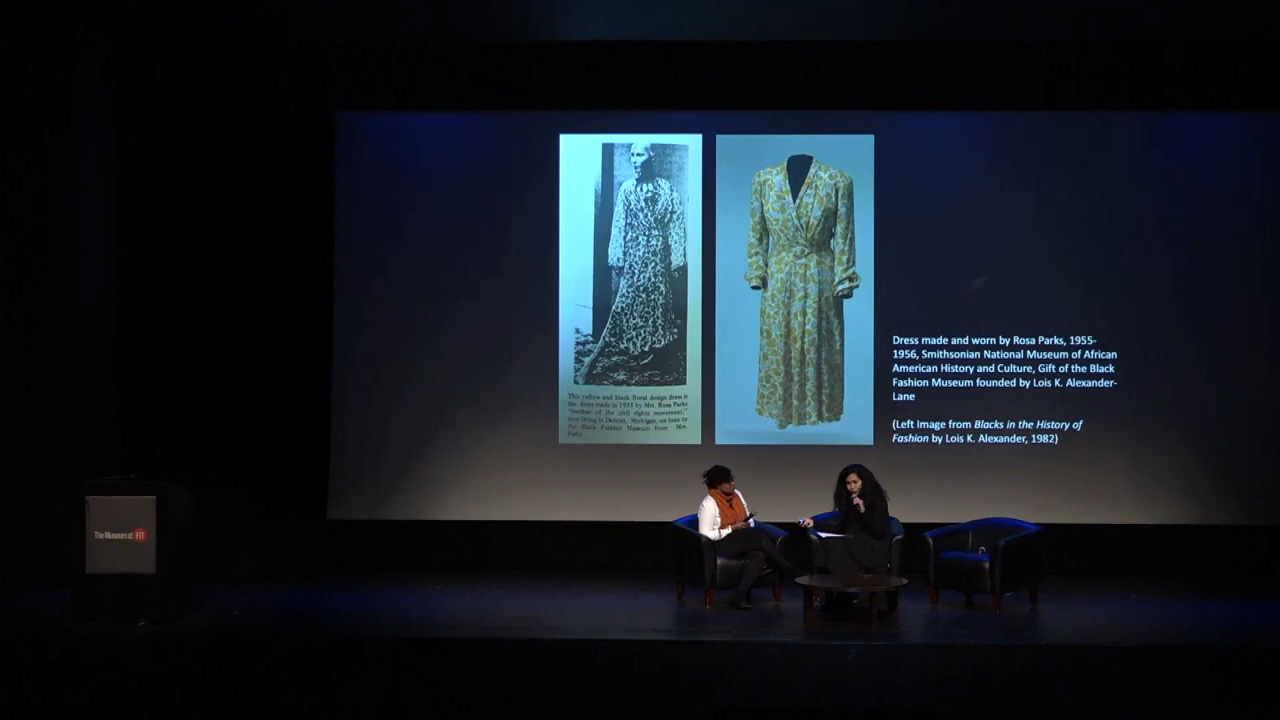 This yellow and black floral design dress is
the dress made in 1955 by Mrs. Rosa Parks
"mother of the civil rights movement,"
now living in Detroit, Michigan, on loan to
the Black Fashion Museum from Mrs.
Parks
Dress made and worn by Rosa Parks, 1955-
1956, Smithsonian National Museum of African
American History and Culture, Gift of the Black
Fashion Museum founded by Lois K. Alexander-
Lane
(Left Image from Blacks in the History of
Fashion by Lois K. Alexander, 1982)
The Museum at FIT